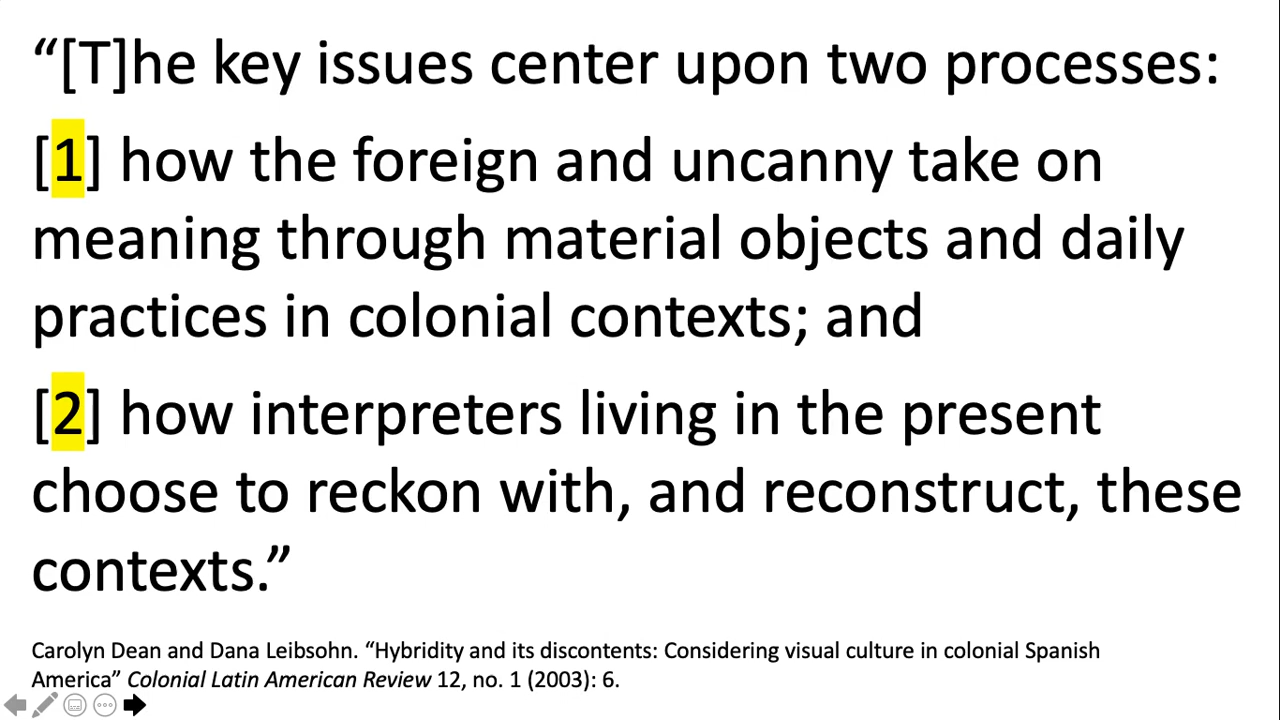 “[T]he key issues center upon two processes:
[1] how the foreign and uncanny take on
meaning through material objects and daily
practices in colonial contexts; and
[2] how interpreters living in the present
choose to reckon with, and reconstruct, these
contexts.”
Carolyn Dean and Dana Leibsohn. “Hybridity and its discontents: Considering visual culture in colonial Spanish
America” Colonial Latin American Review 12, no. 1 (2003): 6.